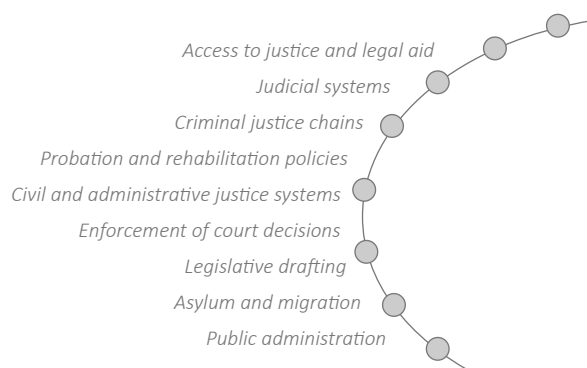 Access to justice and legal aid
Judicial systems
Criminal justice chains
Probation and rehabilitation policies
Civil and administrative justice systems
Enforcement of court decisions
Legislative drafting
Asylum and migration
Public administration